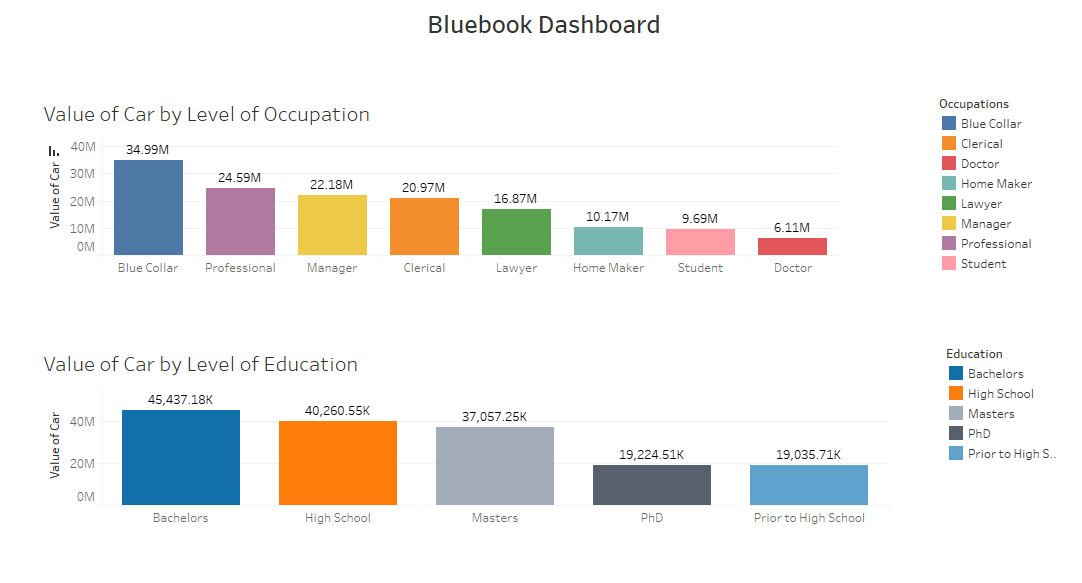 Bluebook Dashboard
Value of Car by Level of Occupation
Occupations
Blue Collar
Clerical
Doctor
Home Maker
Lawyer
Manager
Professional
Student
Value of Car
40M
30M
20M
10M
0M
34.99M
24.59M
22.18M
20.97M
16.87M
10.17M
9.69M
6.11M
Blue Collar
Professional
Manager
Clerical
Lawyer
Home Maker
Student
Doctor
Value of Car by Level of Education
Education
Bachelors
High School
Masters
PhD
Prior to High S..
Value of Car
40M
20M
0M
45,437.18K
40,260.55K
37,057.25K
19,224.51K
19,035.71K
Bachelors
High School
Masters
PhD
Prior to High School